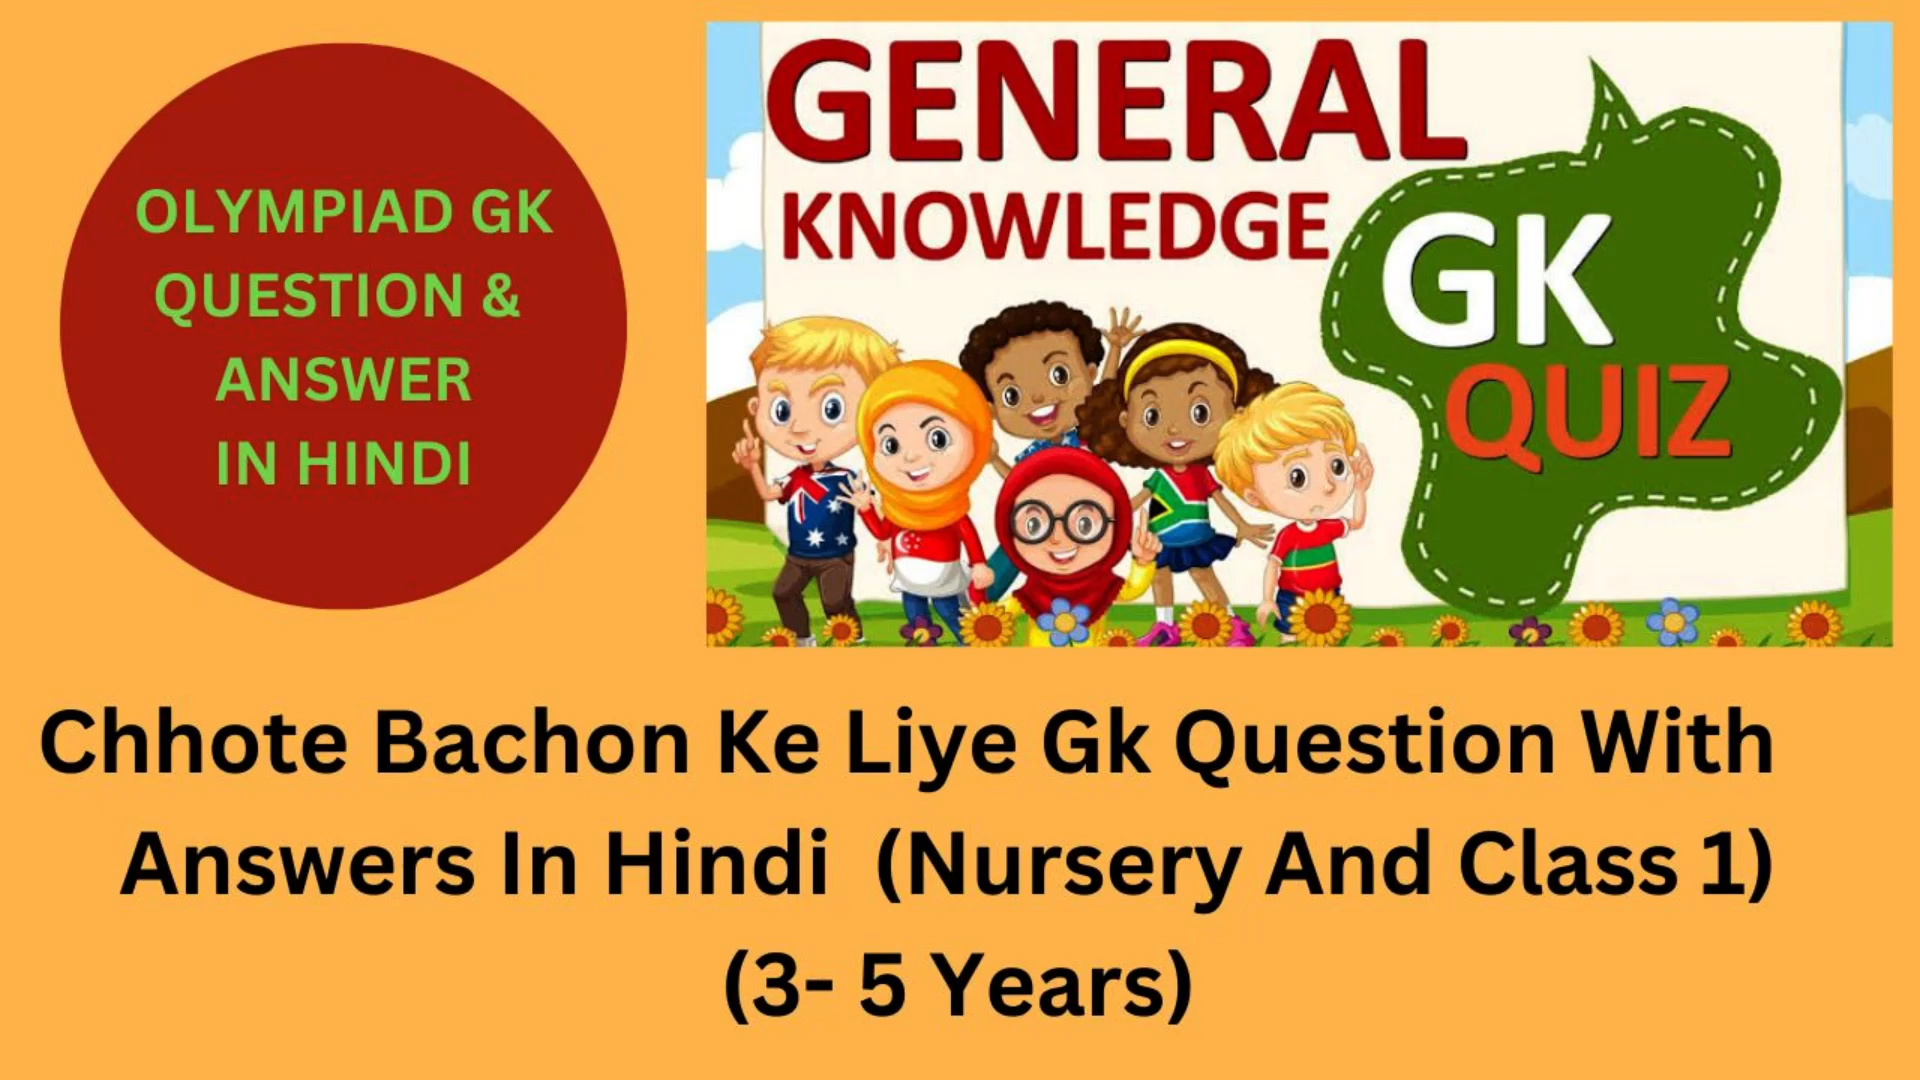 OLYMPIAD GK
QUESTION &
ANSWER
IN HINDI
GENERAL
KNOWLEDGE
GK
QUIZ
Chhote Bachon Ke Liye Gk Question With
Answers In Hindi (Nursery And Class 1)
(3- 5 Years)